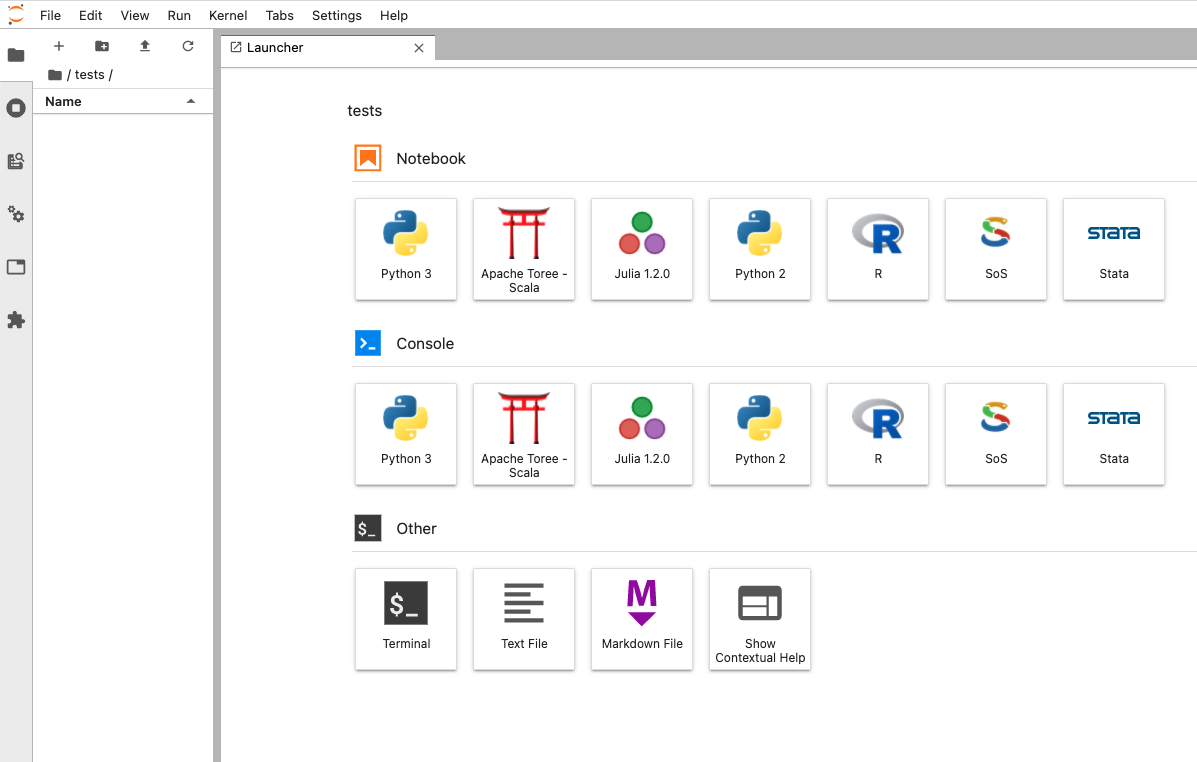 File Edit View Run Kernel Tabs Settings Help
Launcher
/ tests /
Name
tests
Notebook
Python 3
Apache Toree -
Scala
Julia 1.2.0
Python 2
R
R
SoS
S
STATA
Stata
>_
Console
Python 3
Apache Toree -
Scala
Julia 1.2.0
Python 2
R
R
SoS
S
STATA
Stata
$_
Other
$_
Terminal
Text File
M
Markdown File
Show
Contextual Help